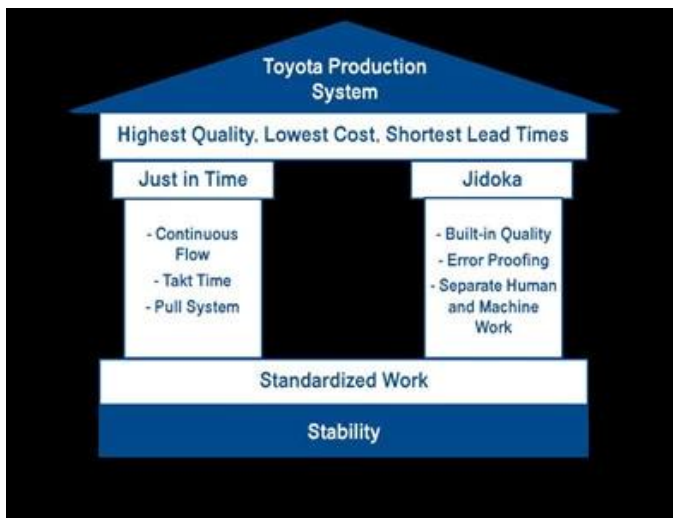 Toyota Production
System
Highest Quality, Lowest Cost, Shortest Lead Times
Just in Time
- Continuous
Flow
- Takt Time
- Pull System
Jidoka
- Built-in Quality
- Error Proofing
- Separate Human
and Machine
Work
Standardized Work
Stability